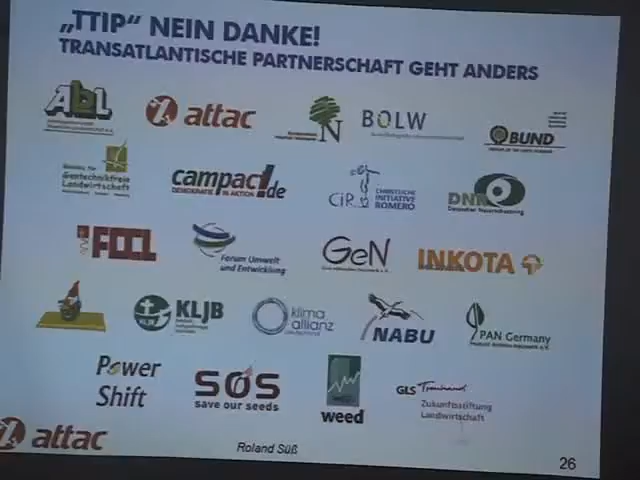 „TTIP“ NEIN DANKE!
TRANSATLANTISCHE PARTNERSCHAFT GEHT ANDERS
AbL
attac
N
BÖLW
BUND
Gentechnikfreie
Landwirtschaft
campact!.de
DEMOKRATIE IN AKTION
CiR
CHRISTLICHE
INITIATIVE
ROMERO
DNR
Deutscher Naturschutzring
Forum Umwelt
und Entwicklung
GeN
INKOTA
KLJB
klima
allianz
deutschland
NABU
PAN Germany
Power
Shift
SOS
save our seeds
weed
GLS Treuhand
Zukunftsstiftung
Landwirtschaft
attac
Roland Süß
26